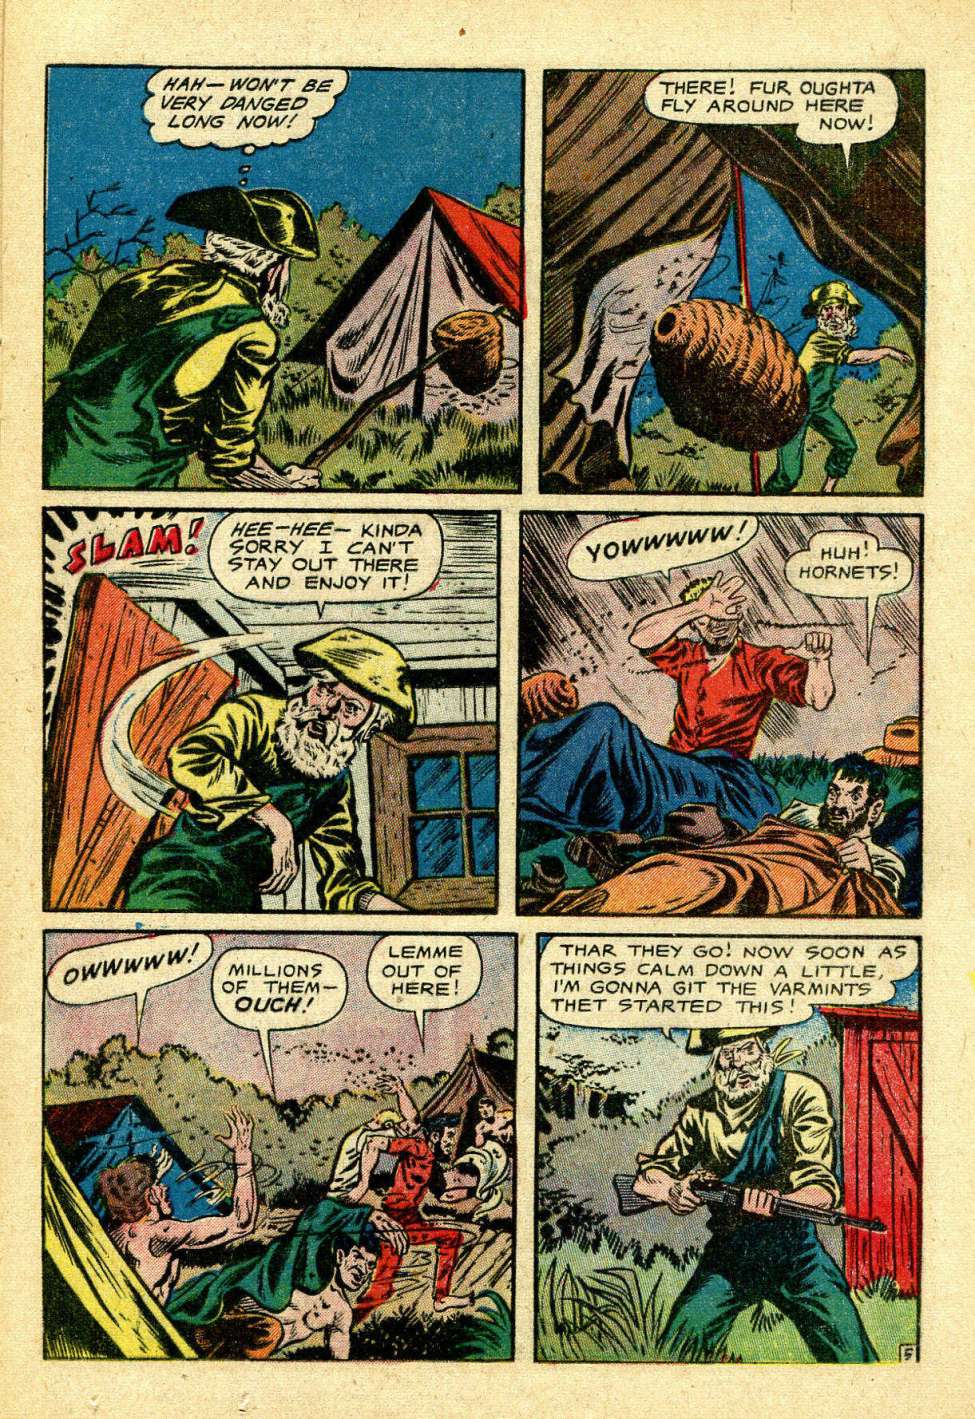 HAH— WON'T BE
VERY DANGED
LONG NOW!
THERE! FUR OUGHTA
FLY AROUND HERE
NOW!
SLAM!
HEE-HEE— KINDA
SORRY I CAN'T
STAY OUT THERE
AND ENJOY IT!
YOWWWWW!
HUH!
HORNETS!
OWWWWW!
MILLIONS
OF THEM—
OUCH!
LEMME
OUT OF
HERE!
THAR THEY GO! NOW SOON AS
THINGS CALM DOWN A LITTLE,
I'M GONNA GIT THE VARMINTS
THET STARTED THIS!
5